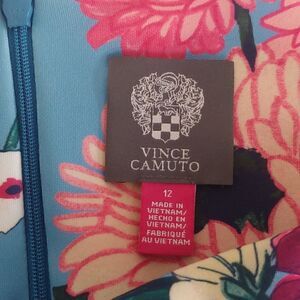 VINCE
CAMUTO
12
MADE IN
VIETNAM/
HECHO EN
VIETNAM/
FABRIQUÉ
AU VIETNAM